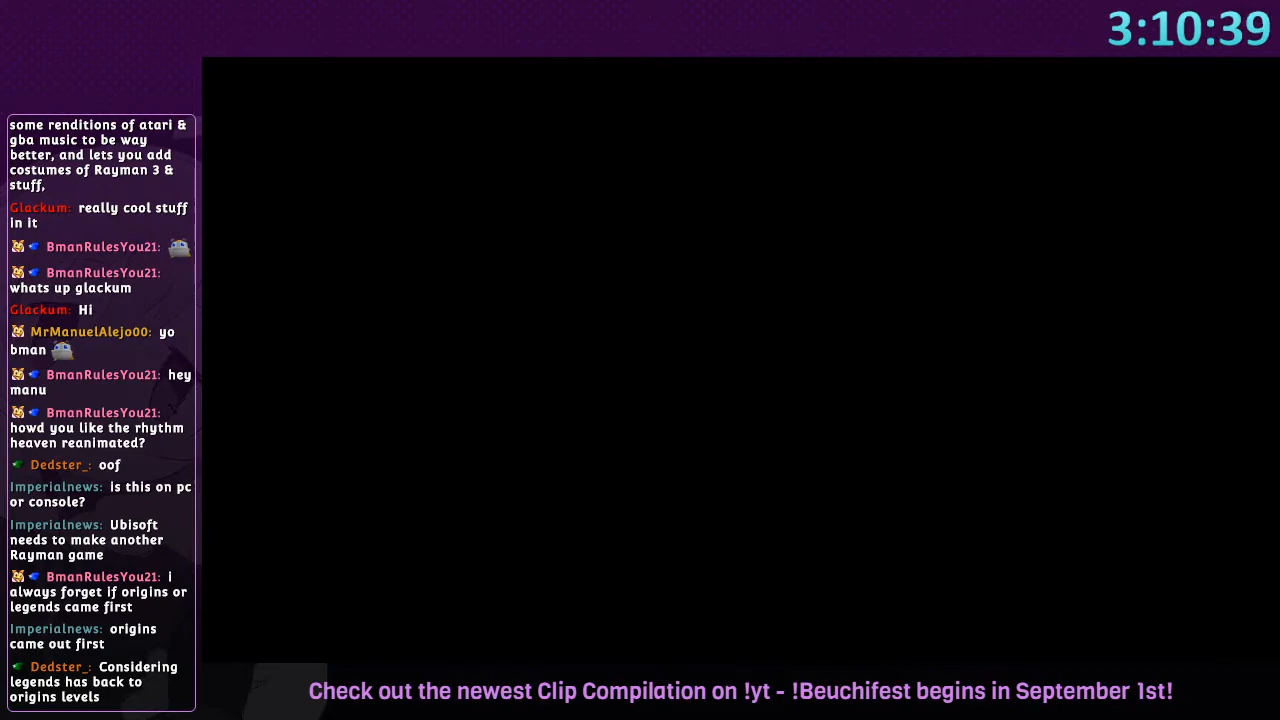 3:10:39
some renditions of atari &
gba music to be way
better, and lets you add
costumes of Rayman 3 &
stuff,
Glackum: really cool stuff
in it
BmanRulesYou21:
BmanRulesYou21:
whats up glackum
Glackum: Hi
MrManuelAlejo00: yo
bman
BmanRulesYou21: hey
manu
BmanRulesYou21:
howd you like the rhythm
heaven reanimated?
Dedster_: oof
Imperialnews: is this on pc
or console?
Imperialnews: Ubisoft
needs to make another
Rayman game
BmanRulesYou21: i
always forget if origins or
legends came first
Imperialnews: origins
came out first
Dedster_: Considering
legends has back to
origins levels
Check out the newest Clip Compilation on !yt - !Beuchifest begins in September 1st!